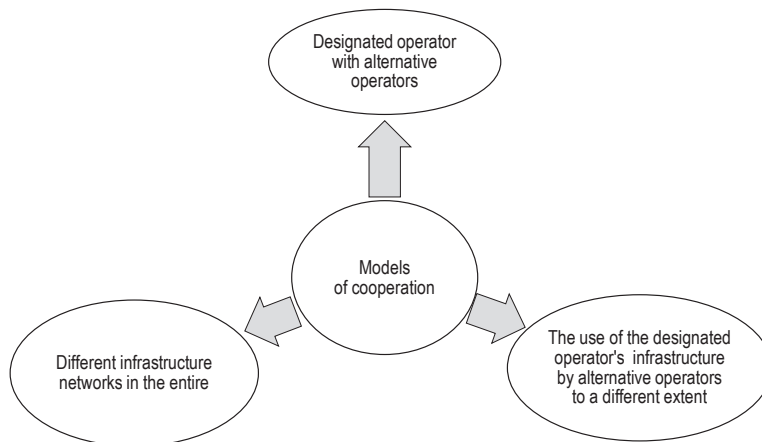 Designated operator
with alternative
operators
Models
of cooperation
Different infrastructure
networks in the entire
The use of the designated
operator's infrastructure
by alternative operators
to a different extent